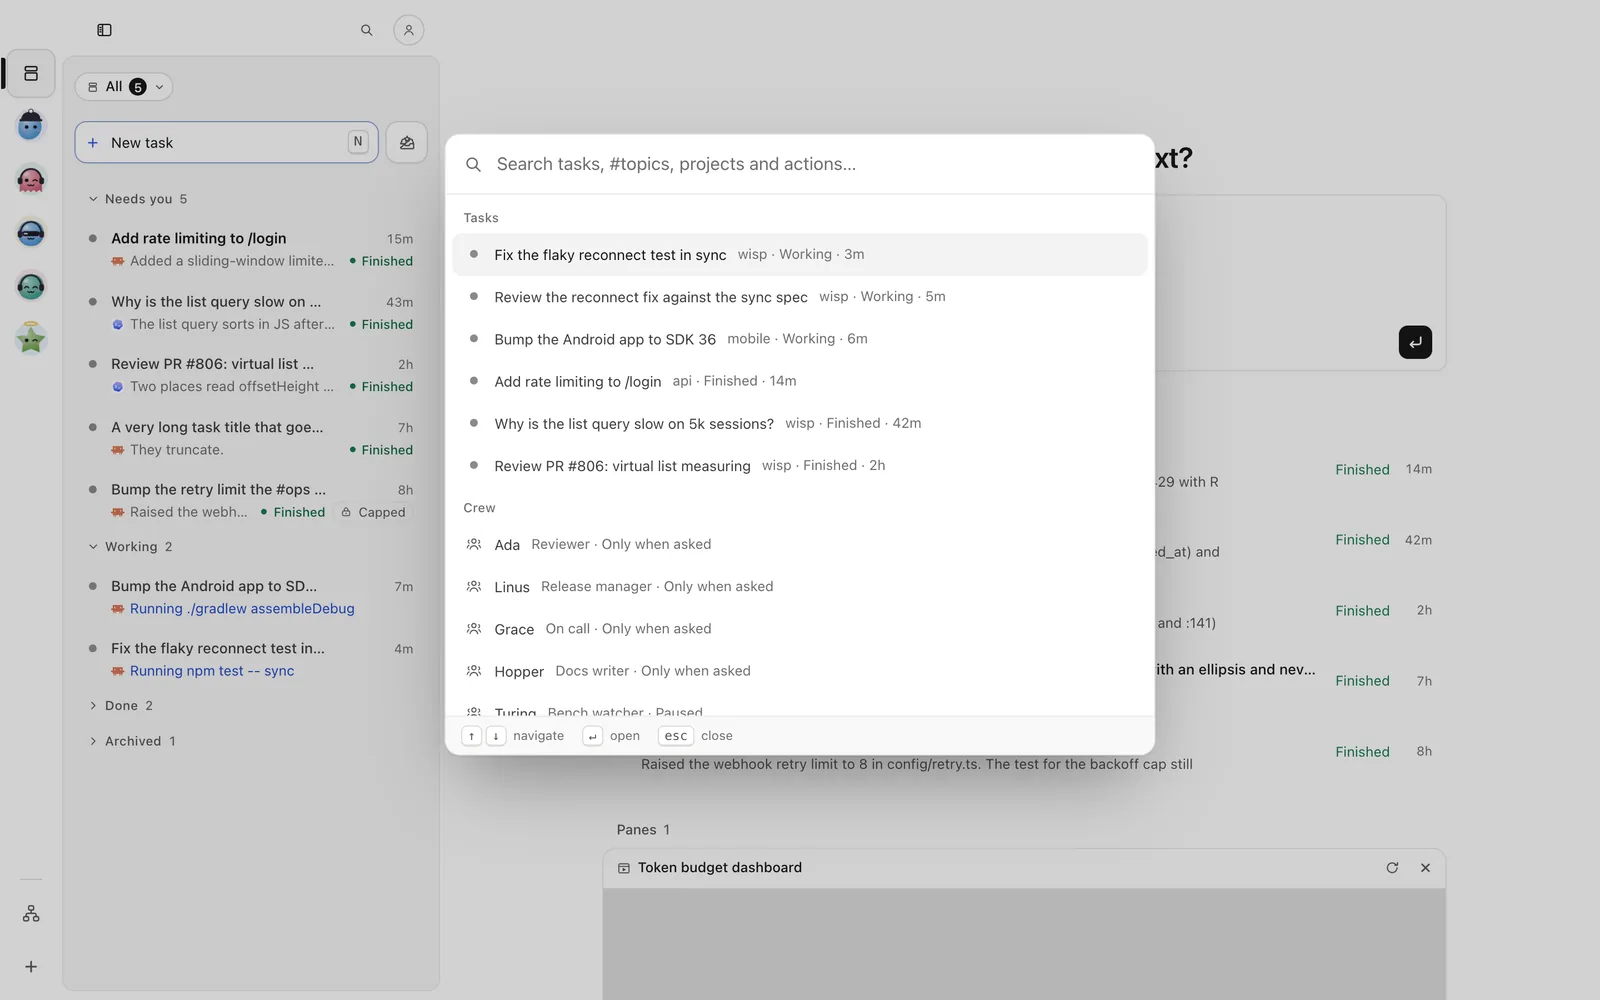 All 5
New task N
Needs you 5
Add rate limiting to /login 15m
Added a sliding-window limite... Finished
Why is the list query slow on ... 43m
The list query sorts in JS after... Finished
Review PR #806: virtual list ... 2h
Two places read offsetHeight ... Finished
A very long task title that goe... 7h
They truncate. Finished
Bump the retry limit the #ops ... 8h
Raised the webh... Finished Capped
Working 2
Bump the Android app to SD... 7m
Running ./gradlew assembleDebug
Fix the flaky reconnect test in... 4m
Running npm test -- sync
Done 2
Archived 1
Search tasks, #topics, projects and actions...
Tasks
Fix the flaky reconnect test in sync wisp · Working · 3m
Review the reconnect fix against the sync spec wisp · Working · 5m
Bump the Android app to SDK 36 mobile · Working · 6m
Add rate limiting to /login api · Finished · 14m
Why is the list query slow on 5k sessions? wisp · Finished · 42m
Review PR #806: virtual list measuring wisp · Finished · 2h
Crew
Ada Reviewer · Only when asked
Linus Release manager · Only when asked
Grace On call · Only when asked
Hopper Docs writer · Only when asked
Turing Bench watcher · Paused
↑ ↓ navigate ↵ open esc close
xt?
Finished 14m
29 with R
Finished 42m
ed_at) and
Finished 2h
and :141)
ith an ellipsis and nev...
Finished 7h
Finished 8h
Raised the webhook retry limit to 8 in config/retry.ts. The test for the backoff cap still
Panes 1
Token budget dashboard